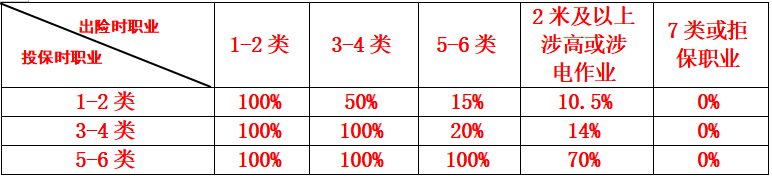 出险时职业
投保时职业
1-2 类
3-4 类
5-6 类
2 米及以上
涉高或涉
电作业
7 类或拒
保职业
1-2 类 100% 50% 15% 10.5% 0%
3-4 类 100% 100% 20% 14% 0%
5-6 类 100% 100% 100% 70% 0%